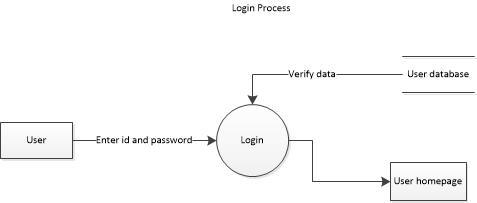 Login Process
Verify data
User database
User
Enter id and password
Login
User homepage